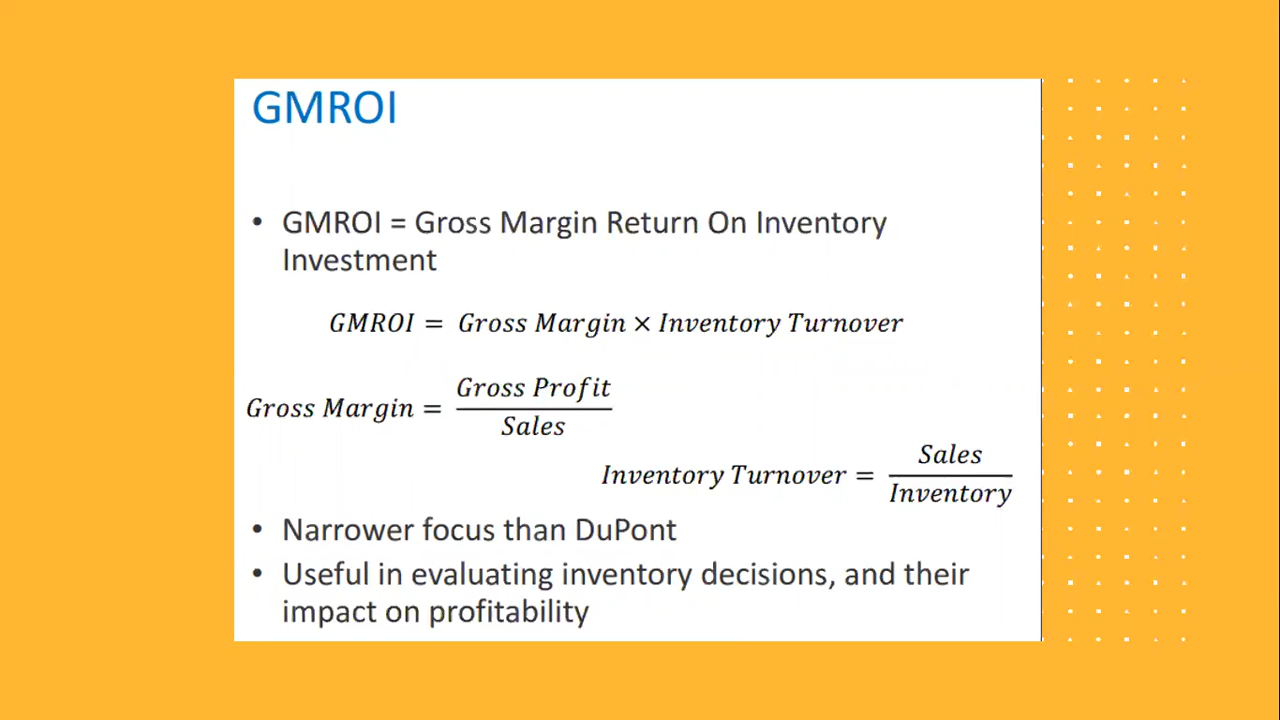 GMROI
• GMROI = Gross Margin Return On Inventory
Investment
GMROI = Gross Margin × Inventory Turnover
Gross Margin = Gross Profit / Sales
Inventory Turnover = Sales / Inventory
• Narrower focus than DuPont
• Useful in evaluating inventory decisions, and their
impact on profitability